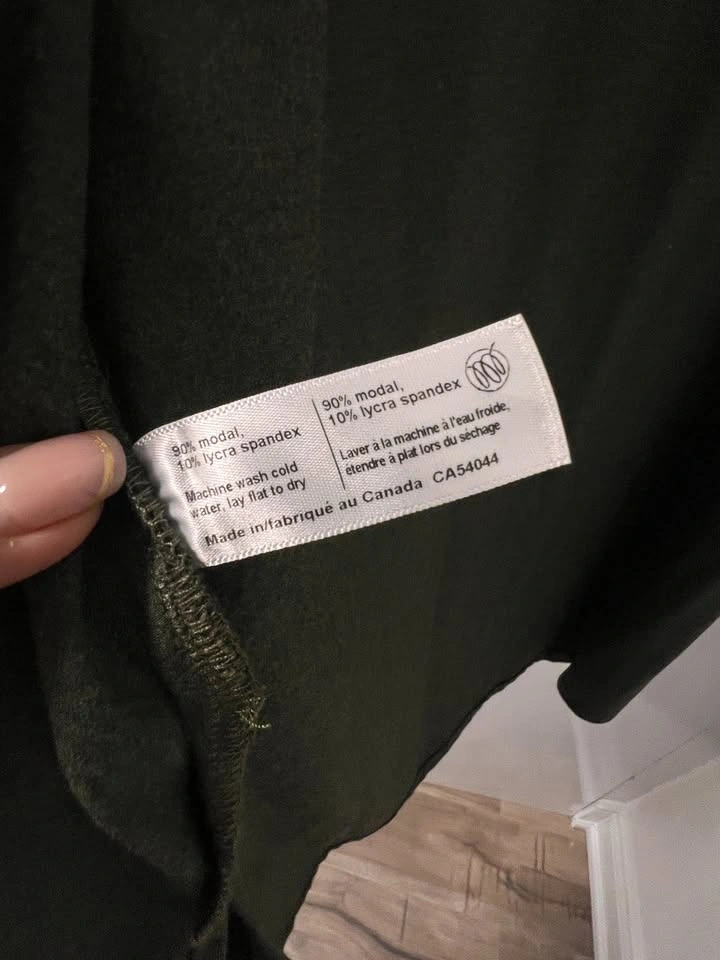 90% modal,
10% lycra spandex
Machine wash cold
water, lay flat to dry
90% modal,
10% lycra spandex
Laver à la machine à l'eau froide,
étendre à plat lors du séchage
Made in/fabriqué au Canada CA54044